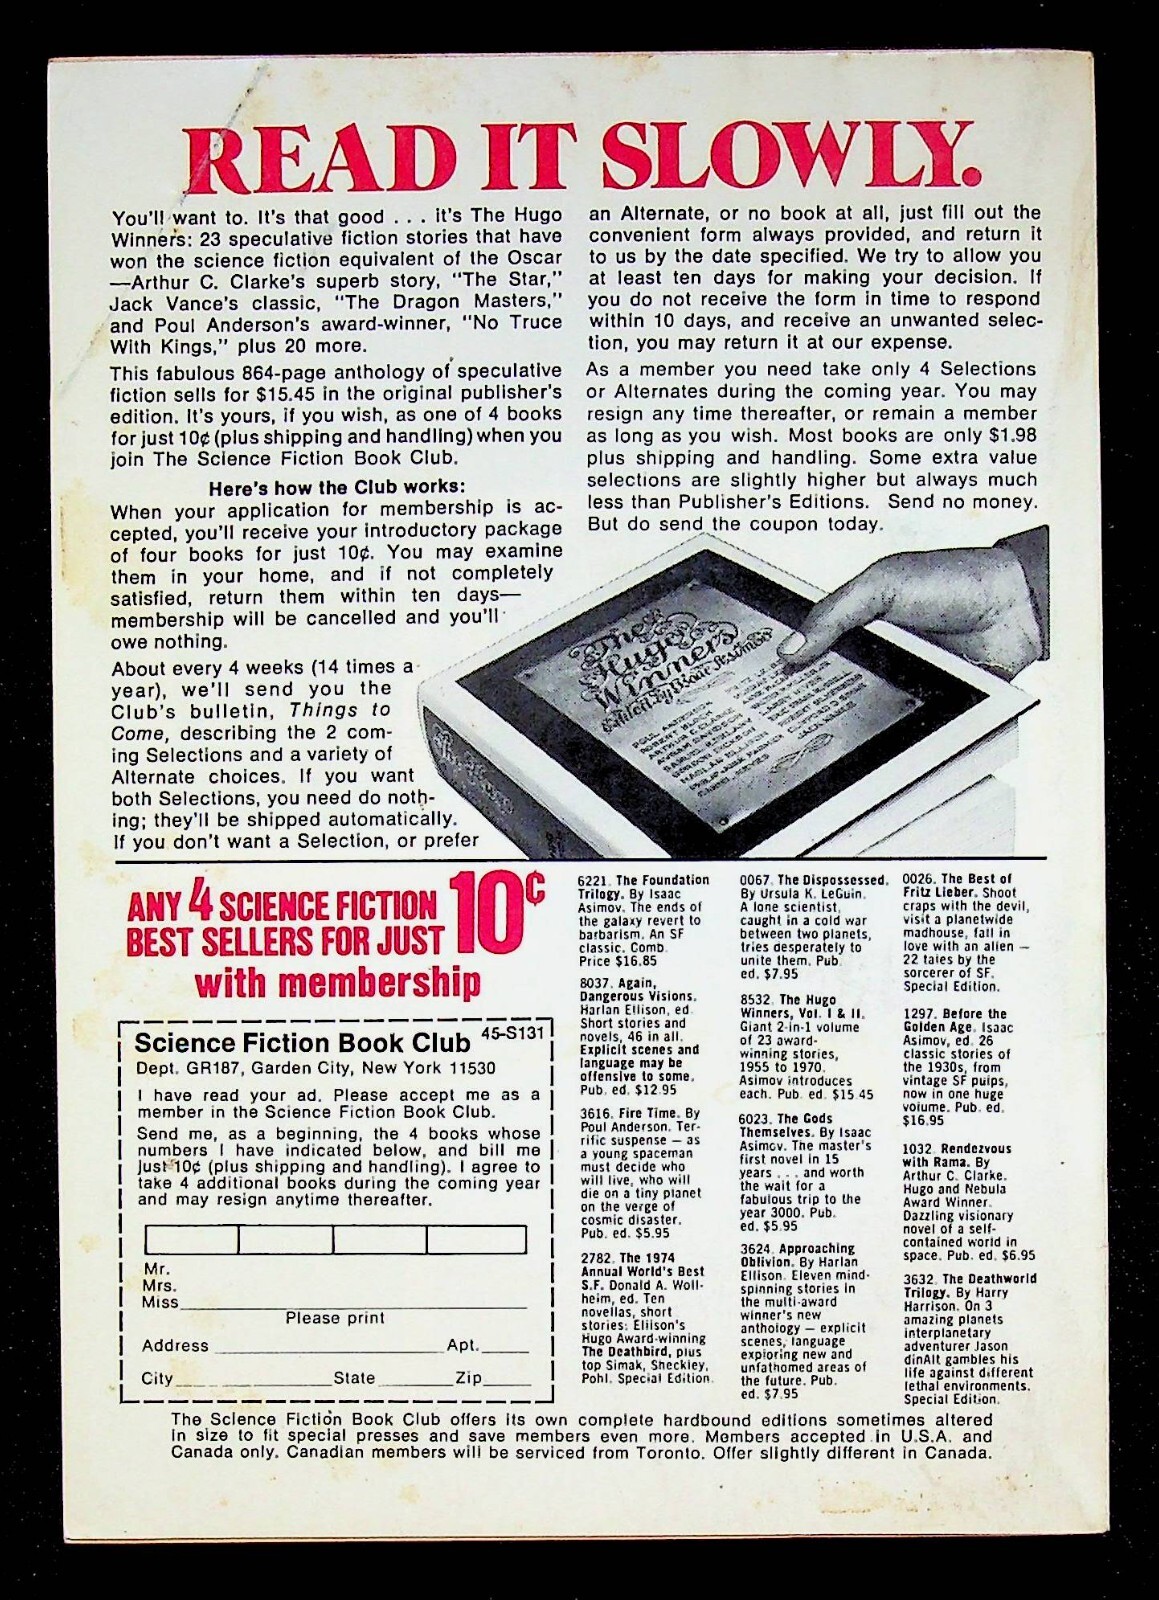 READ IT SLOWLY.
You'll want to. It's that good . . . it's The Hugo
Winners: 23 speculative fiction stories that have
won the science fiction equivalent of the Oscar
—Arthur C. Clarke's superb story, "The Star,"
Jack Vance's classic, "The Dragon Masters,"
and Poul Anderson's award-winner, "No Truce
With Kings," plus 20 more.
This fabulous 864-page anthology of speculative
fiction sells for $15.45 in the original publisher's
edition. It's yours, if you wish, as one of 4 books
for just 10¢ (plus shipping and handling) when you
join The Science Fiction Book Club.
Here's how the Club works:
When your application for membership is ac-
cepted, you'll receive your introductory package
of four books for just 10¢. You may examine
them in your home, and if not completely
satisfied, return them within ten days—
membership will be cancelled and you'll
owe nothing.
About every 4 weeks (14 times a
year), we'll send you the
Club's bulletin, Things to
Come, describing the 2 com-
ing Selections and a variety of
Alternate choices. If you want
both Selections, you need do noth-
ing; they'll be shipped automatically.
If you don't want a Selection, or prefer
an Alternate, or no book at all, just fill out the
convenient form always provided, and return it
to us by the date specified. We try to allow you
at least ten days for making your decision. If
you do not receive the form in time to respond
within 10 days, and receive an unwanted selec-
tion, you may return it at our expense.
As a member you need take only 4 Selections
or Alternates during the coming year. You may
resign any time thereafter, or remain a member
as long as you wish. Most books are only $1.98
plus shipping and handling. Some extra value
selections are slightly higher but always much
less than Publisher's Editions. Send no money.
But do send the coupon today.
The
Hugo
Winners
Edited by Isaac Asimov
POUL ANDERSON
ROBERT BLOCH
ARTHUR C. CLARKE
HARLAN ELLISON
JACK VANCE
ANY 4 SCIENCE FICTION
BEST SELLERS FOR JUST 10¢
with membership
Science Fiction Book Club 45-S131
Dept. GR187, Garden City, New York 11530
I have read your ad. Please accept me as a
member in the Science Fiction Book Club.
Send me, as a beginning, the 4 books whose
numbers I have indicated below, and bill me
just 10¢ (plus shipping and handling). I agree to
take 4 additional books during the coming year
and may resign anytime thereafter.
Mr.
Mrs.
Miss
Please print
Address Apt.
City State Zip
6221. The Foundation
Trilogy. By Isaac
Asimov. The ends of
the galaxy revert to
barbarism. An SF
classic. Comb.
Price $16.85
8037. Again,
Dangerous Visions.
Harlan Ellison, ed.
Short stories and
novels, 46 in all.
Explicit scenes and
language may be
offensive to some.
Pub. ed. $12.95
3616. Fire Time. By
Poul Anderson. Ter-
rific suspense — as
a young spaceman
must decide who
will live, who will
die on a tiny planet
on the verge of
cosmic disaster.
Pub. ed. $5.95
2782. The 1974
Annual World's Best
S.F. Donald A. Woll-
heim, ed. Ten
novellas, short
stories: Ellison's
Hugo Award-winning
The Deathbird, plus
top Simak, Sheckley,
Pohl. Special Edition.
0067. The Dispossessed.
By Ursula K. LeGuin.
A lone scientist,
caught in a cold war
between two planets,
tries desperately to
unite them. Pub.
ed. $7.95
8532. The Hugo
Winners, Vol. I & II.
Giant 2-in-1 volume
of 23 award-
winning stories,
1955 to 1970.
Asimov introduces
each. Pub. ed. $15.45
6023. The Gods
Themselves. By Isaac
Asimov. The master's
first novel in 15
years . . . and worth
the wait for a
fabulous trip to the
year 3000. Pub.
ed. $5.95
3624. Approaching
Oblivion. By Harlan
Ellison. Eleven mind-
spinning stories in
the multi-award
winner's new
anthology — explicit
scenes, language
exploring new and
unfathomed areas of
the future. Pub.
ed. $7.95
0026. The Best of
Fritz Lieber. Shoot
craps with the devil,
visit a planetwide
madhouse, fall in
love with an alien —
22 tales by the
sorcerer of SF.
Special Edition.
1297. Before the
Golden Age. Isaac
Asimov, ed. 26
classic stories of
the 1930s, from
vintage SF pulps,
now in one huge
volume. Pub. ed.
$16.95
1032. Rendezvous
with Rama. By
Arthur C. Clarke.
Hugo and Nebula
Award Winner.
Dazzling visionary
novel of a self-
contained world in
space. Pub. ed. $6.95
3632. The Deathworld
Trilogy. By Harry
Harrison. On 3
amazing planets
interplanetary
adventurer Jason
dinAlt gambles his
life against different
lethal environments.
Special Edition.
The Science Fiction Book Club offers its own complete hardbound editions sometimes altered
in size to fit special presses and save members even more. Members accepted in U.S.A. and
Canada only. Canadian members will be serviced from Toronto. Offer slightly different in Canada.